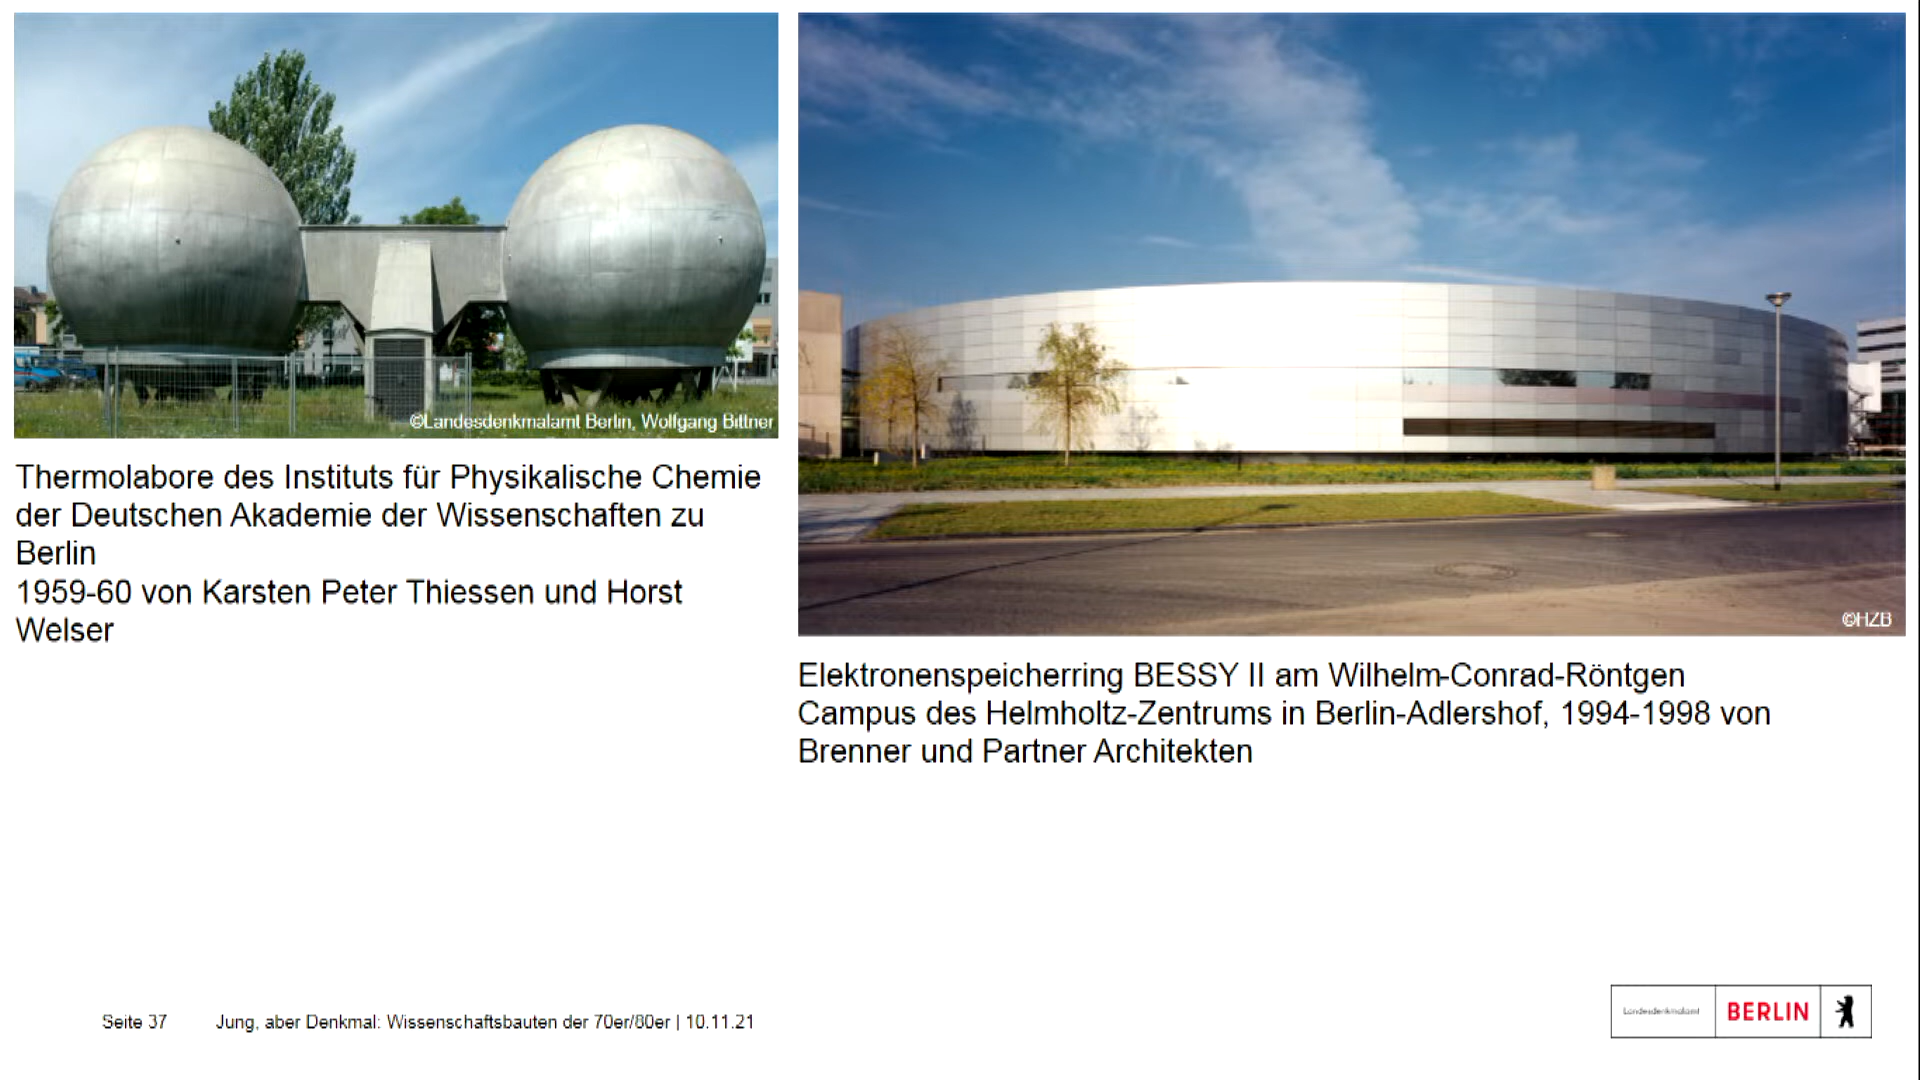 ©Landesdenkmalamt Berlin, Wolfgang Bittner
Thermolabore des Instituts für Physikalische Chemie
der Deutschen Akademie der Wissenschaften zu
Berlin
1959-60 von Karsten Peter Thiessen und Horst
Welser
©HZB
Elektronenspeicherring BESSY II am Wilhelm-Conrad-Röntgen
Campus des Helmholtz-Zentrums in Berlin-Adlershof, 1994-1998 von
Brenner und Partner Architekten
Seite 37 Jung, aber Denkmal: Wissenschaftsbauten der 70er/80er | 10.11.21
Landesdenkmalamt BERLIN